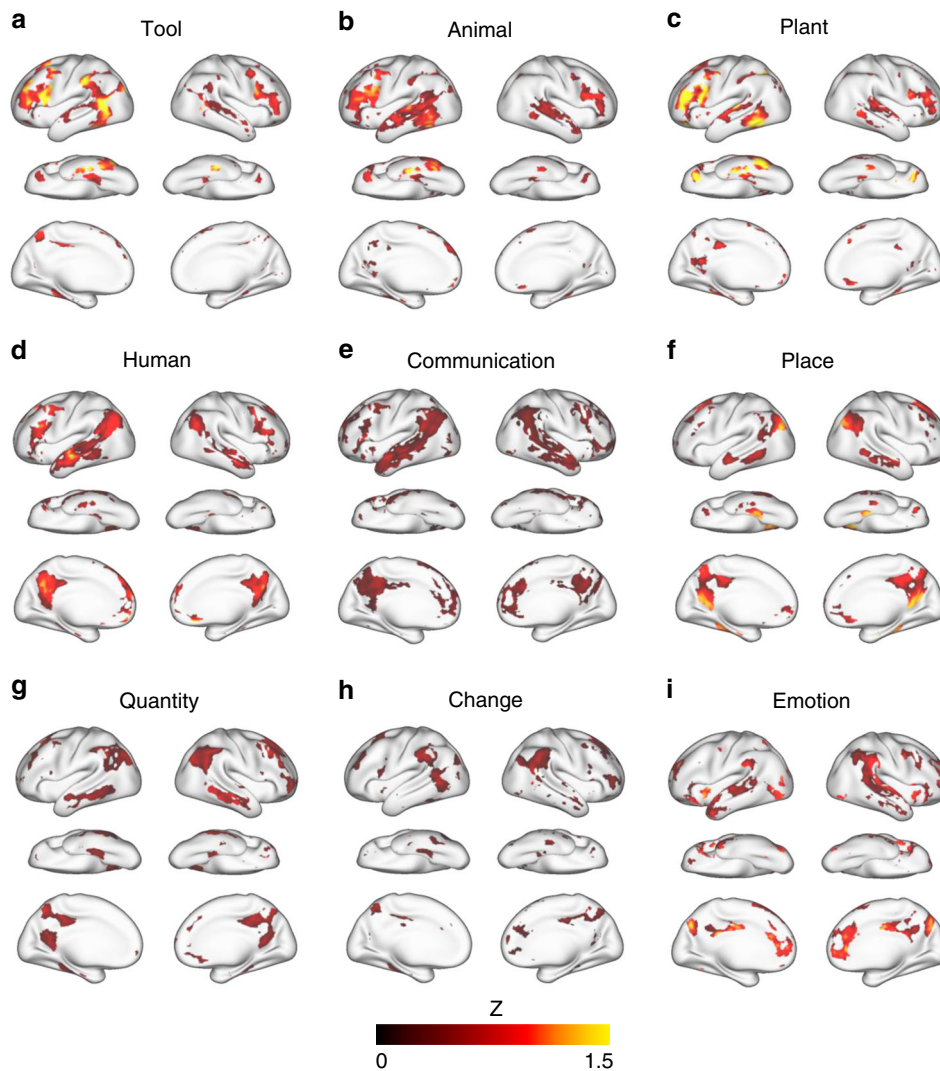 a Tool
b Animal
c Plant
d Human
e Communication
f Place
g Quantity
h Change
i Emotion
Z
0 1.5